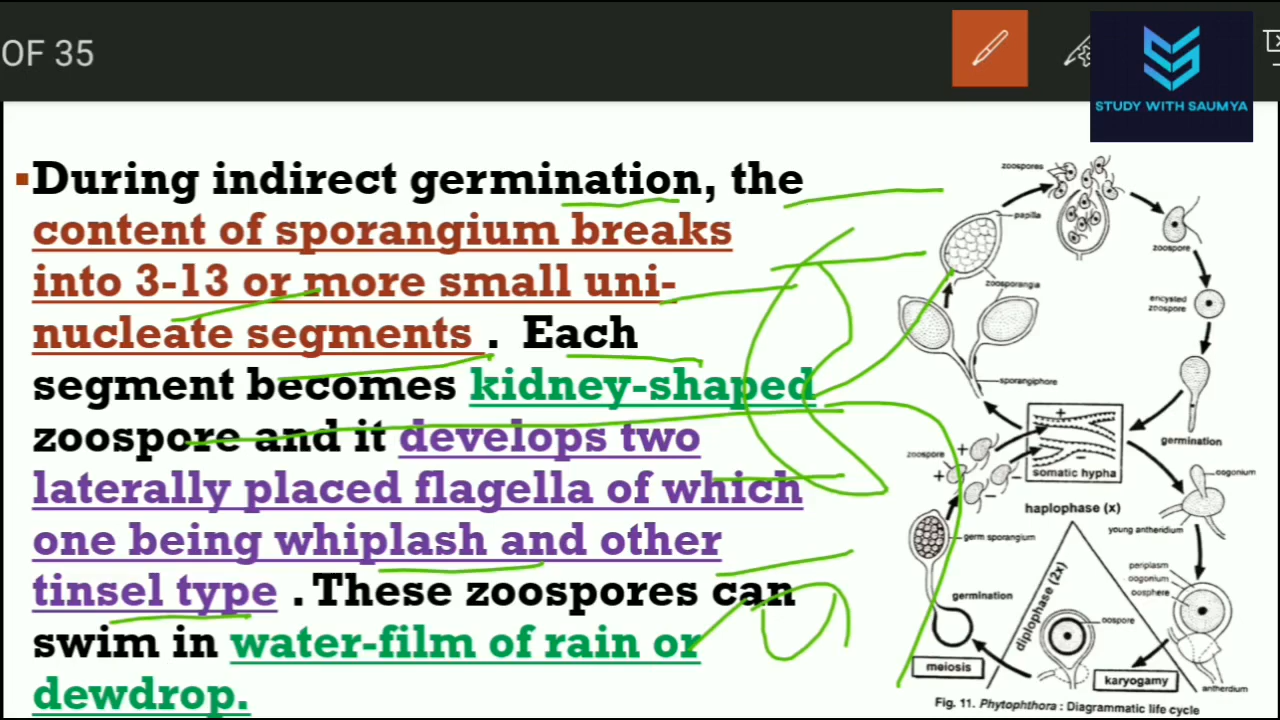 OF 35
STUDY WITH SAUMYA
▪During indirect germination, the
content of sporangium breaks
into 3-13 or more small uni-
nucleate segments . Each
segment becomes kidney-shaped
zoospore and it develops two
laterally placed flagella of which
one being whiplash and other
tinsel type . These zoospores can
swim in water-film of rain or
dewdrop.
zoospores
papilla
zoospore
zoosporangia
encysted
zoospore
sporangiophore
germination
+
−
somatic hypha
zoospore
+
+
−
−
oogonium
haplophase (x)
young antheridium
germ sporangium
periplasm
oogonium
oosphere
diplophase (2x)
germination
oospore
meiosis
karyogamy
antherdium
Fig. 11. Phytophthora : Diagrammatic life cycle